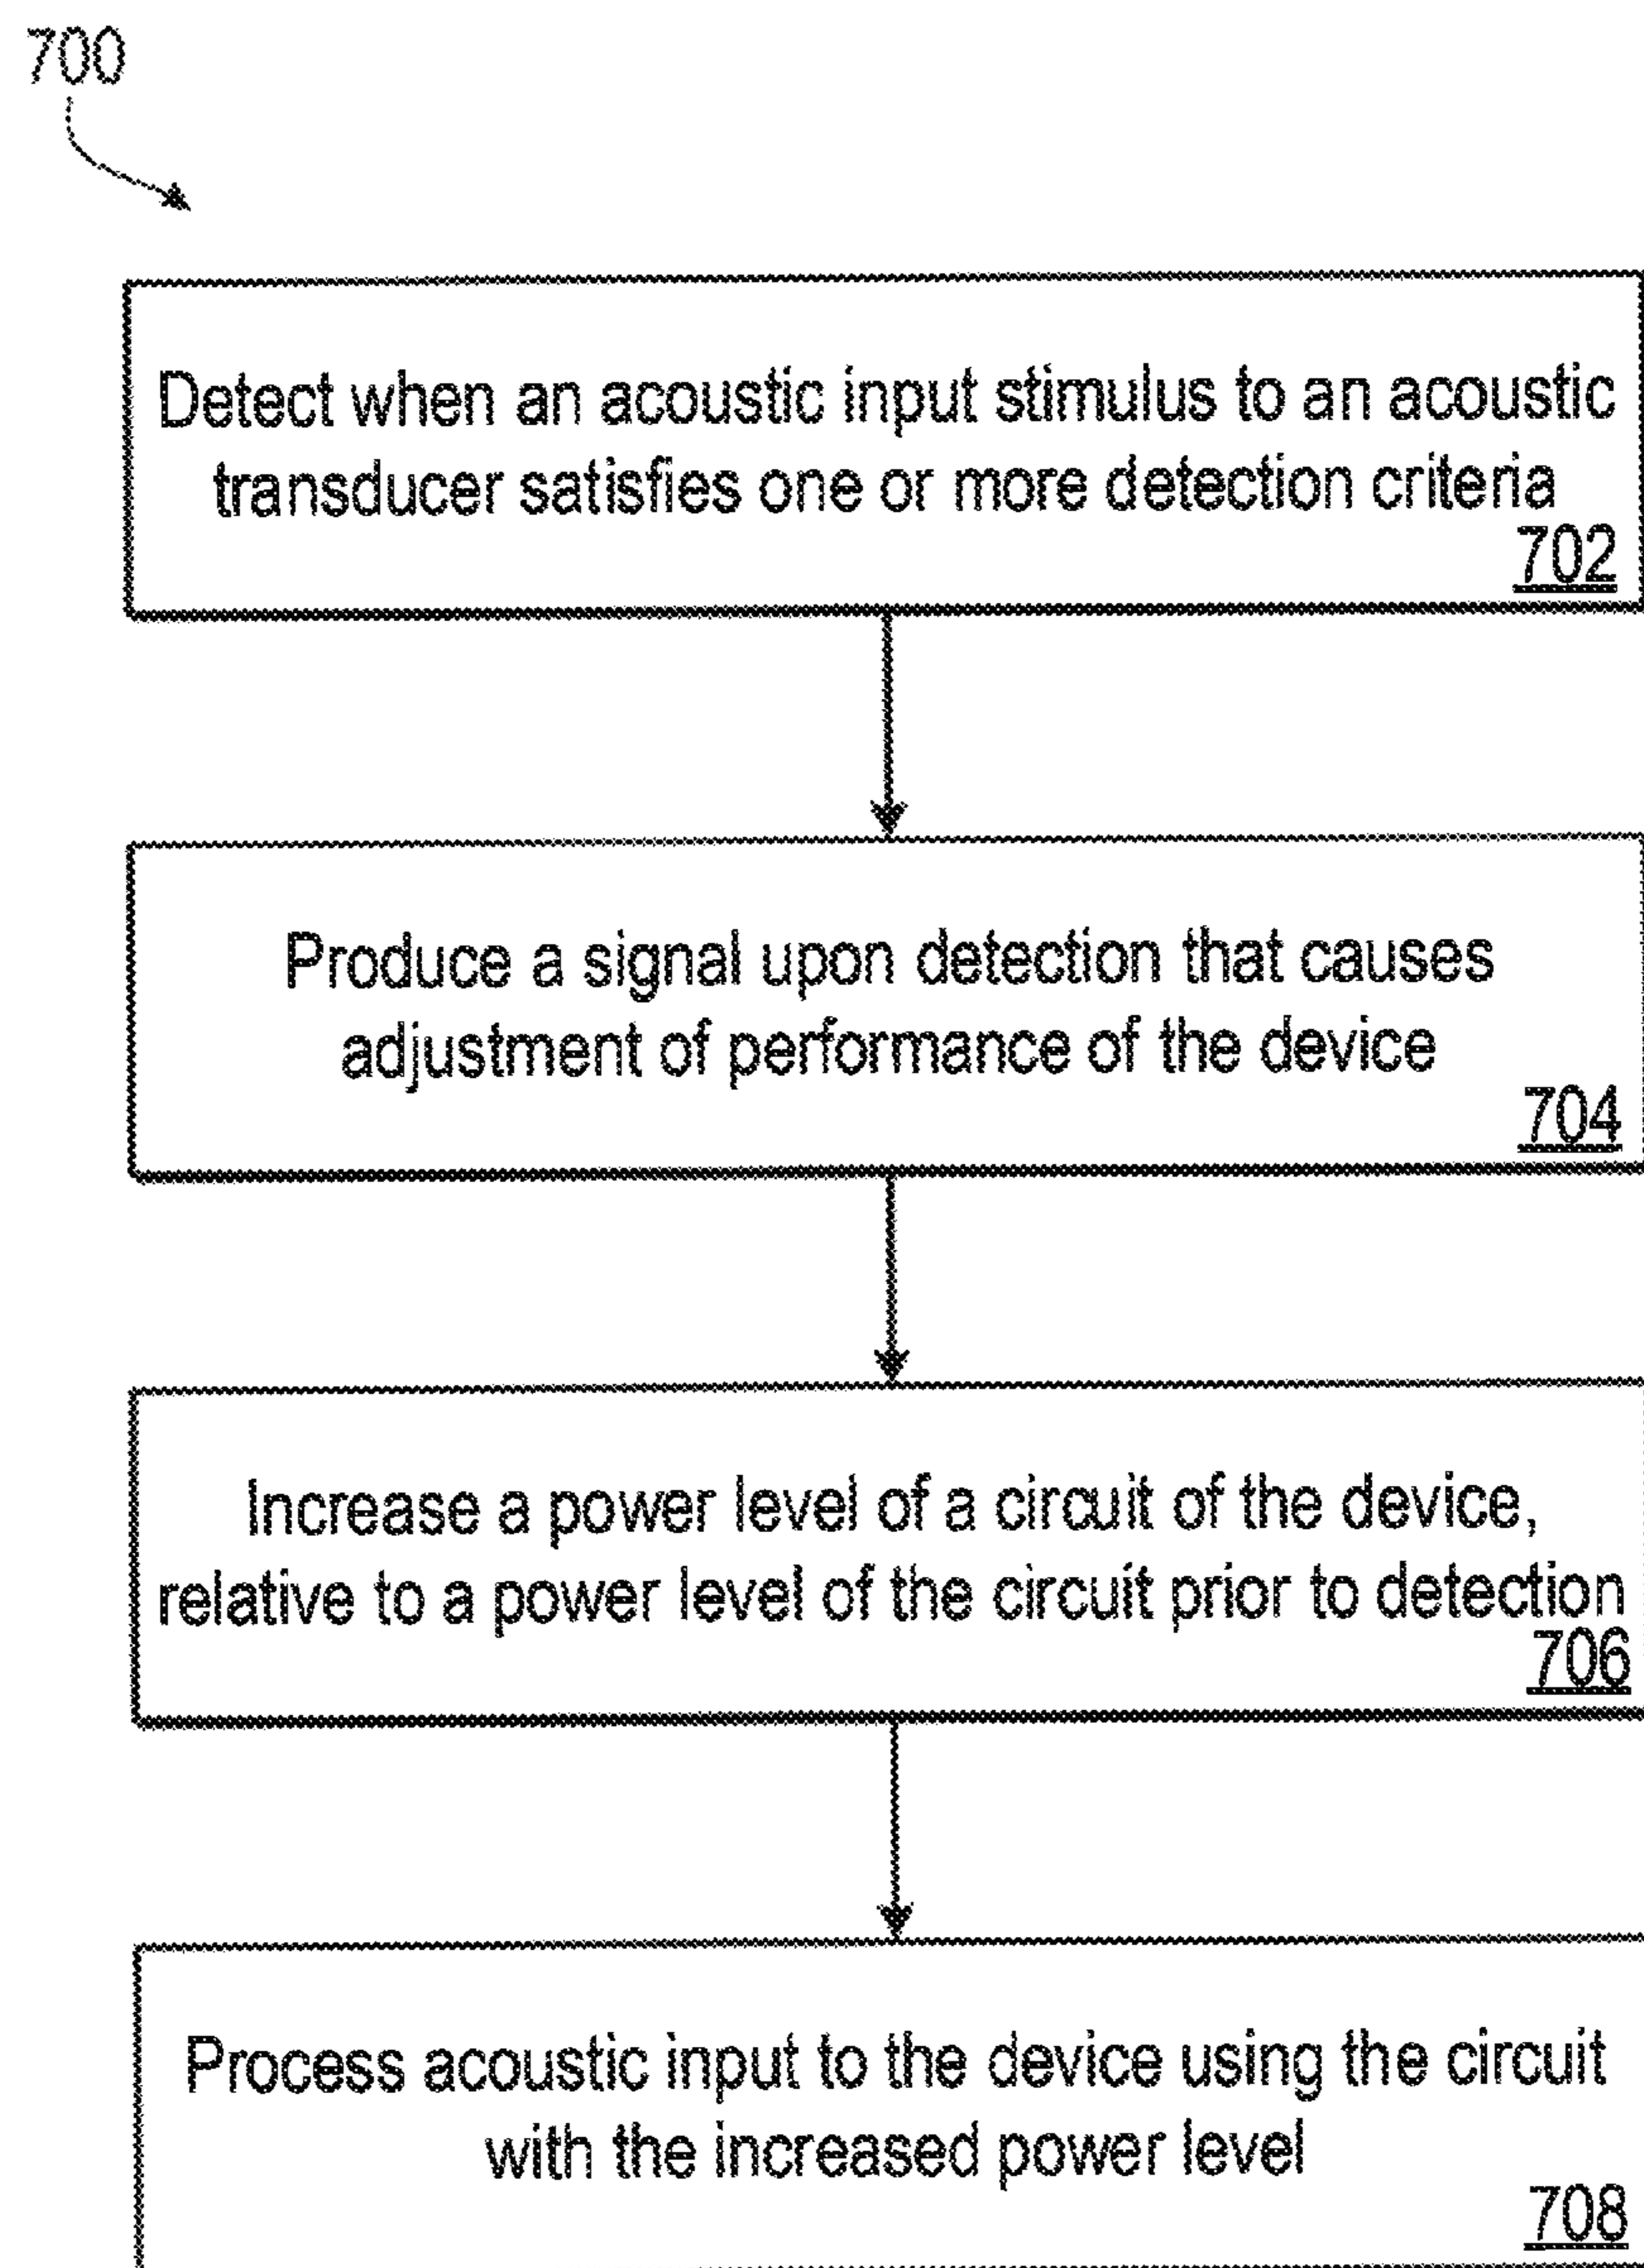 700
Detect when an acoustic input stimulus to an acoustic
transducer satisfies one or more detection criteria
702
Produce a signal upon detection that causes
adjustment of performance of the device
704
Increase a power level of a circuit of the device,
relative to a power level of the circuit prior to detection
706
Process acoustic input to the device using the circuit
with the increased power level
708